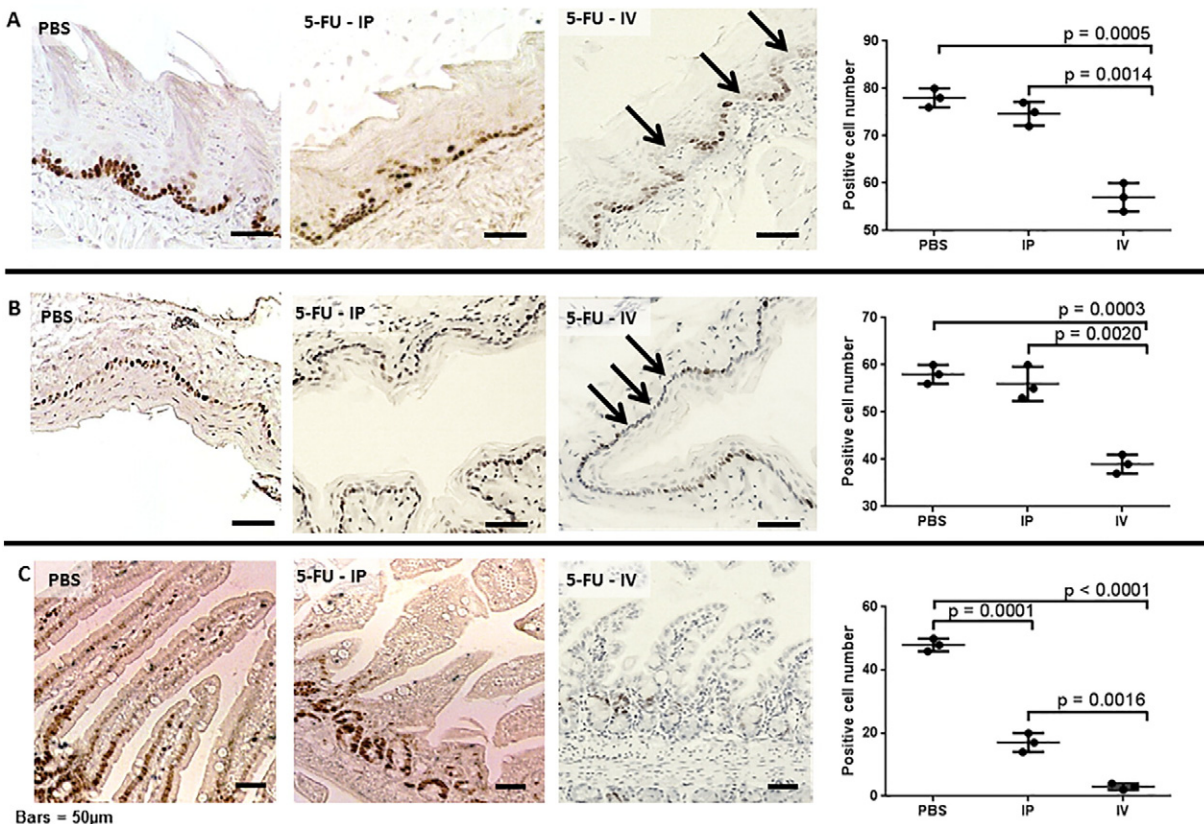 A
PBS
5-FU - IP
5-FU - IV
p = 0.0005
p = 0.0014
Positive cell number
90
80
70
60
50
PBS
IP
IV
B
PBS
5-FU - IP
5-FU - IV
p = 0.0003
p = 0.0020
Positive cell number
70
60
50
40
30
PBS
IP
IV
C
PBS
5-FU - IP
5-FU - IV
p < 0.0001
p = 0.0001
p = 0.0016
Positive cell number
60
40
20
0
PBS
IP
IV
Bars = 50µm